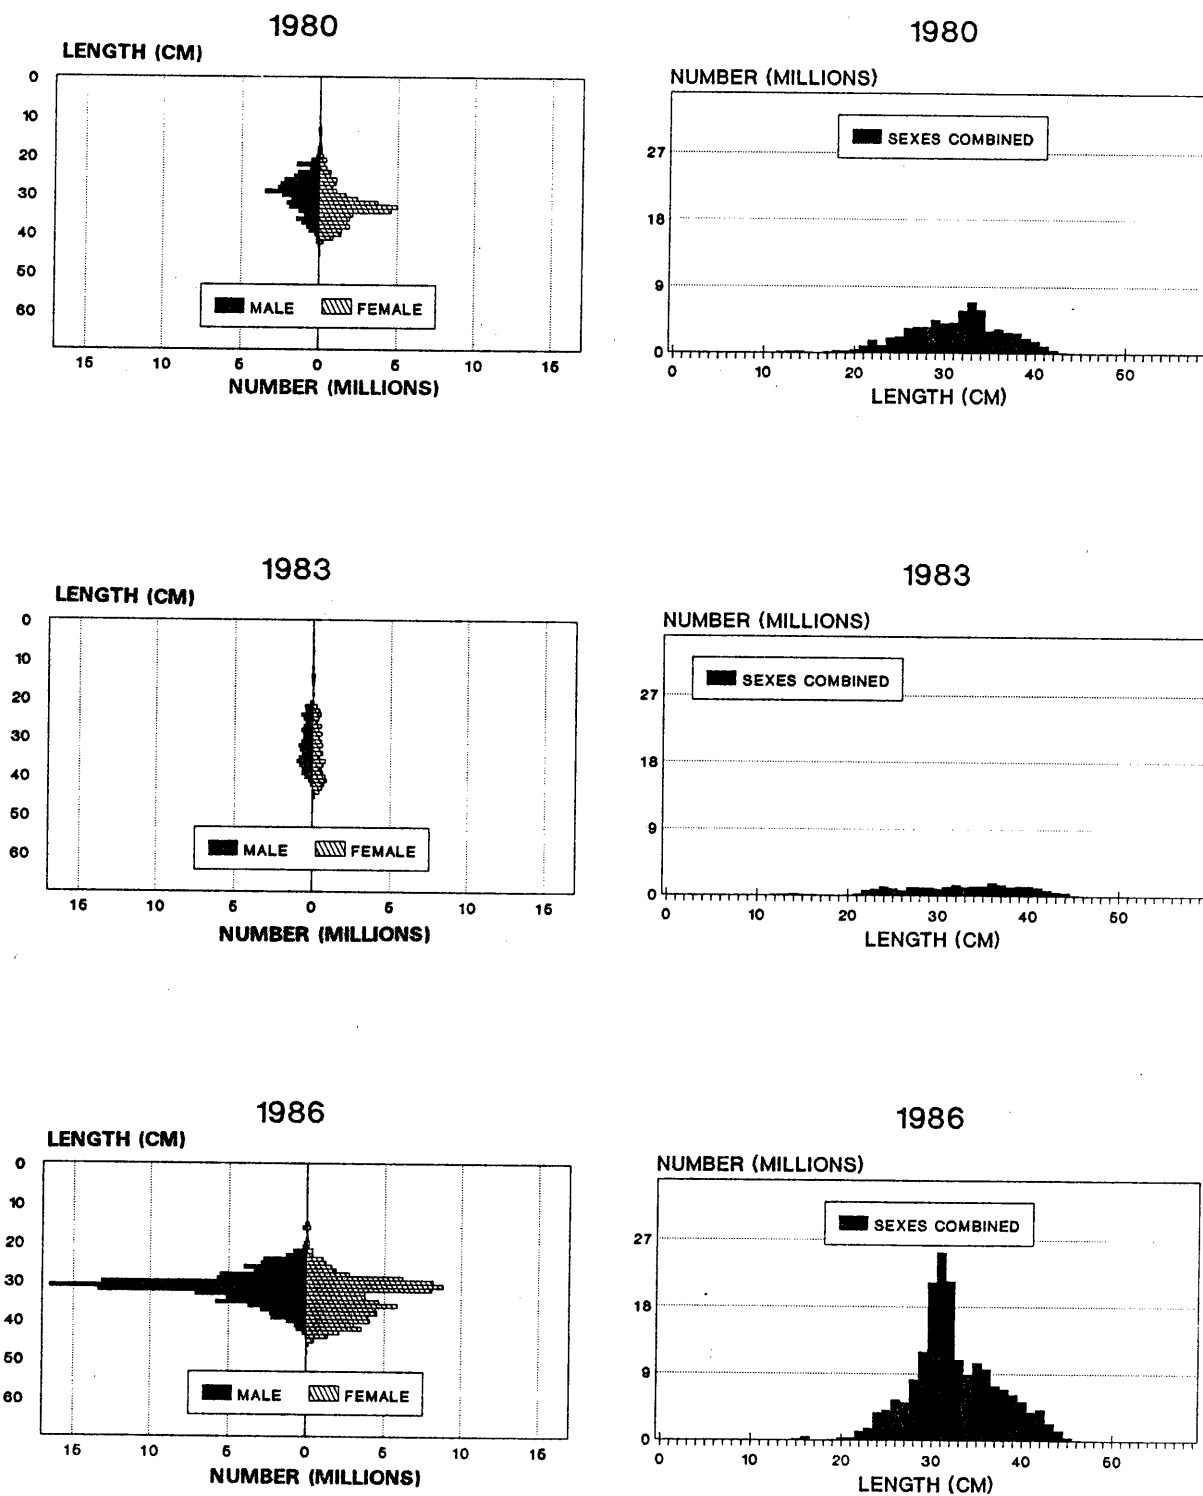 1980
LENGTH (CM)
0
10
20
30
40
50
60
MALE FEMALE
15 10 5 0 5 10 15
NUMBER (MILLIONS)
1980
NUMBER (MILLIONS)
SEXES COMBINED
27
18
9
0
0 10 20 30 40 50
LENGTH (CM)
1983
LENGTH (CM)
0
10
20
30
40
50
60
MALE FEMALE
15 10 5 0 5 10 15
NUMBER (MILLIONS)
1983
NUMBER (MILLIONS)
SEXES COMBINED
27
18
9
0
0 10 20 30 40 50
LENGTH (CM)
1986
LENGTH (CM)
0
10
20
30
40
50
60
MALE FEMALE
15 10 5 0 5 10 15
NUMBER (MILLIONS)
1986
NUMBER (MILLIONS)
SEXES COMBINED
27
18
9
0
0 10 20 30 40 50
LENGTH (CM)